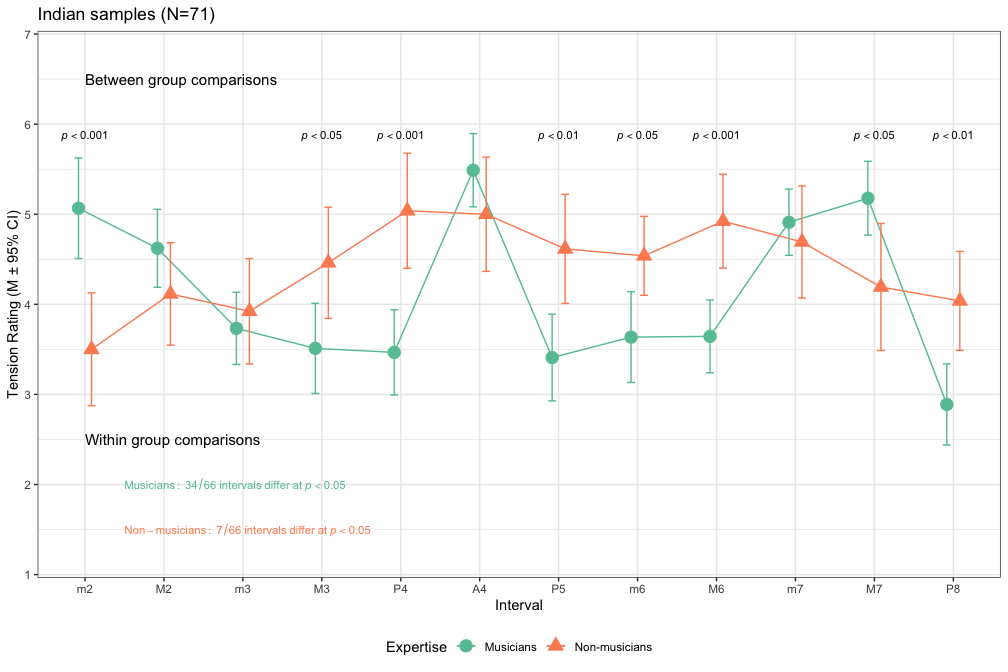 Indian samples (N=71)
7
Between group comparisons
6
p < 0.001 p < 0.05 p < 0.001 p < 0.01 p < 0.05 p < 0.001 p < 0.05 p < 0.01
5
Tension Rating (M ± 95% CI)
4
3
Within group comparisons
2
Musicians : 34/66 intervals differ at p < 0.05
Non − musicians : 7/66 intervals differ at p < 0.05
1
m2 M2 m3 M3 P4 A4 P5 m6 M6 m7 M7 P8
Interval
Expertise Musicians Non-musicians